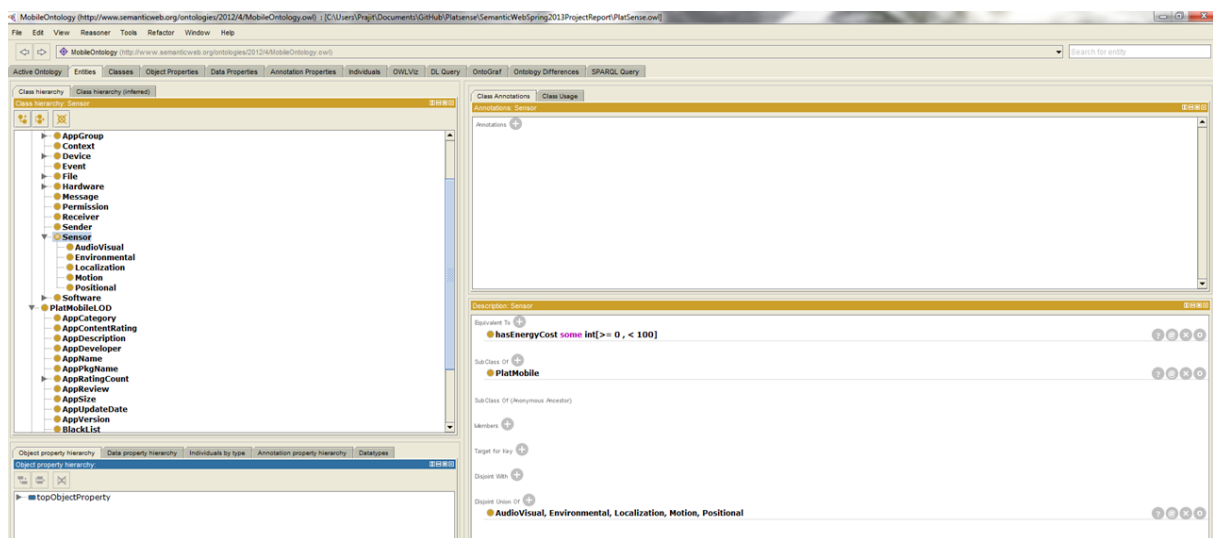 MobileOntology (http://www.semanticweb.org/ontologies/2012/4/MobileOntology.owl) : [C:\Users\Prajit\Documents\GitHub\Platsense\SemanticWebSpring2013ProjectReport\PlatSense.owl]
File Edit View Reasoner Tools Refactor Window Help
MobileOntology (http://www.semanticweb.org/ontologies/2012/4/MobileOntology.owl)
Search for entity
Active Ontology Entities Classes Object Properties Data Properties Annotation Properties Individuals OWLViz DL Query OntoGraf Ontology Differences SPARQL Query
Class hierarchy Class hierarchy (inferred)
Class hierarchy: Sensor
AppGroup
Context
Device
Event
File
Hardware
Message
Permission
Receiver
Sender
Sensor
AudioVisual
Environmental
Localization
Motion
Positional
Software
PlatMobileLOD
AppCategory
AppContentRating
AppDescription
AppDeveloper
AppName
AppPkgName
AppRatingCount
AppReview
AppSize
AppUpdateDate
AppVersion
BlackList
Object property hierarchy Data property hierarchy Individuals by type Annotation property hierarchy Datatypes
Object property hierarchy:
topObjectProperty
Class Annotations Class Usage
Annotations: Sensor
Annotations
Description: Sensor
Equivalent To
hasEnergyCost some int[>= 0 , < 100]
SubClass Of
PlatMobile
SubClass Of (Anonymous Ancestor)
Members
Target for Key
Disjoint With
Disjoint Union Of
AudioVisual, Environmental, Localization, Motion, Positional